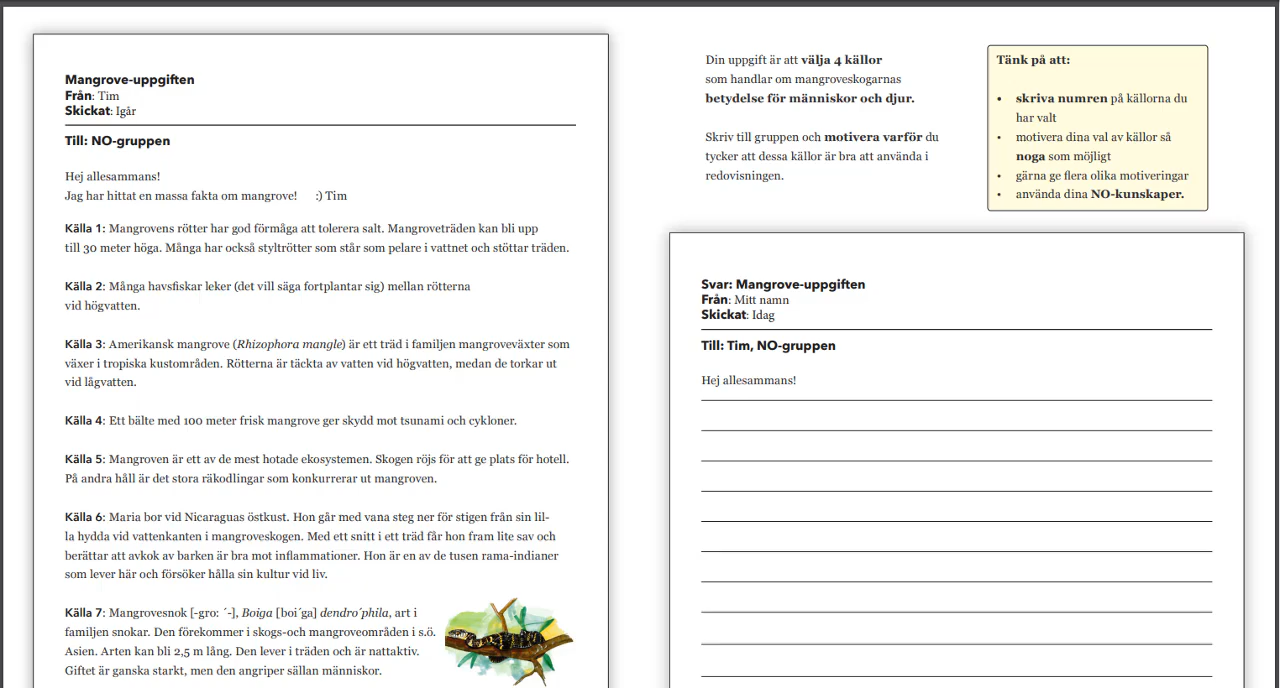 Mangrove-uppgiften
Från: Tim
Skickat: Igår
Till: NO-gruppen
Hej allesammans!
Jag har hittat en massa fakta om mangrove! :) Tim
Källa 1: Mangrovens rötter har god förmåga att tolerera salt. Mangroveträden kan bli upp
till 30 meter höga. Många har också styltrötter som står som pelare i vattnet och stöttar träden.
Källa 2: Många havsfiskar leker (det vill säga fortplantar sig) mellan rötterna
vid högvatten.
Källa 3: Amerikansk mangrove (Rhizophora mangle) är ett träd i familjen mangroveväxter som
växer i tropiska kustområden. Rötterna är täckta av vatten vid högvatten, medan de torkar ut
vid lågvatten.
Källa 4: Ett bälte med 100 meter frisk mangrove ger skydd mot tsunami och cykloner.
Källa 5: Mangroven är ett av de mest hotade ekosystemen. Skogen röjs för att ge plats för hotell.
På andra håll är det stora räkodlingar som konkurrerar ut mangroven.
Källa 6: Maria bor vid Nicaraguas östkust. Hon går med vana steg ner för stigen från sin lil-
la hydda vid vattenkanten i mangroveskogen. Med ett snitt i ett träd får hon fram lite sav och
berättar att avkok av barken är bra mot inflammationer. Hon är en av de tusen rama-indianer
som lever här och försöker hålla sin kultur vid liv.
Källa 7: Mangrovesnok [-gro: ´-], Boiga [boi´ga] dendro´phila, art i
familjen snokar. Den förekommer i skogs-och mangroveområden i s.ö.
Asien. Arten kan bli 2,5 m lång. Den lever i träden och är nattaktiv.
Giftet är ganska starkt, men den angriper sällan människor.
Din uppgift är att välja 4 källor
som handlar om mangroveskogarnas
betydelse för människor och djur.
Skriv till gruppen och motivera varför du
tycker att dessa källor är bra att använda i
redovisningen.
Tänk på att:
• skriva numren på källorna du
har valt
• motivera dina val av källor så
noga som möjligt
• gärna ge flera olika motiveringar
• använda dina NO-kunskaper.
Svar: Mangrove-uppgiften
Från: Mitt namn
Skickat: Idag
Till: Tim, NO-gruppen
Hej allesammans!